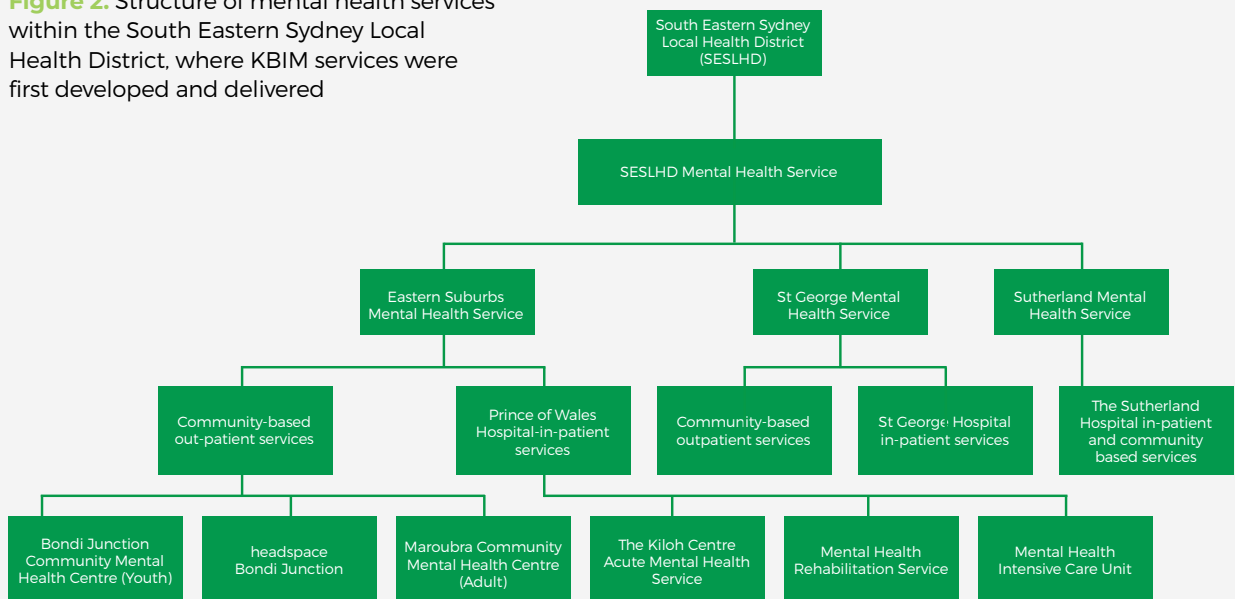 Figure 2. Structure of mental health services
within the South Eastern Sydney Local
Health District, where KBIM services were
first developed and delivered
South Eastern Sydney
Local Health District
(SESLHD)
SESLHD Mental Health Service
Eastern Suburbs
Mental Health Service
St George Mental
Health Service
Sutherland Mental
Health Service
Community-based
out-patient services
Prince of Wales
Hospital-in-patient
services
Community-based
outpatient services
St George Hospital
in-patient services
The Sutherland
Hospital in-patient
and community
based services
Bondi Junction
Community Mental
Health Centre (Youth)
headspace
Bondi Junction
Maroubra Community
Mental Health Centre
(Adult)
The Kiloh Centre
Acute Mental Health
Service
Mental Health
Rehabilitation Service
Mental Health
Intensive Care Unit